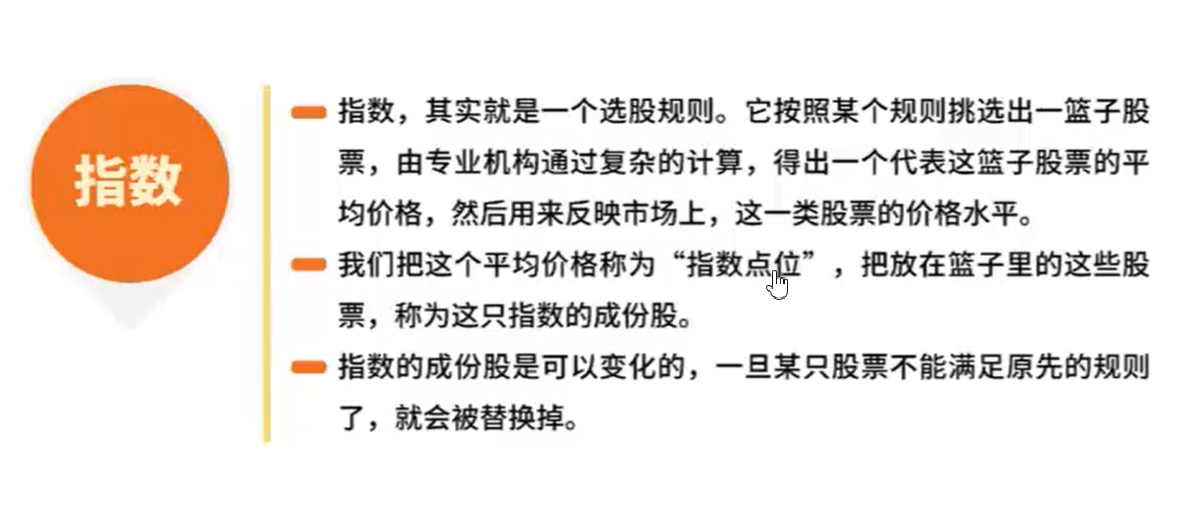 指数
指数，其实就是一个选股规则。它按照某个规则挑选出一篮子股
票，由专业机构通过复杂的计算，得出一个代表这篮子股票的平
均价格，然后用来反映市场上，这一类股票的价格水平。
我们把这个平均价格称为“指数点位”，把放在篮子里的这些股
票，称为这只指数的成份股。
指数的成份股是可以变化的，一旦某只股票不能满足原先的规则
了，就会被替换掉。